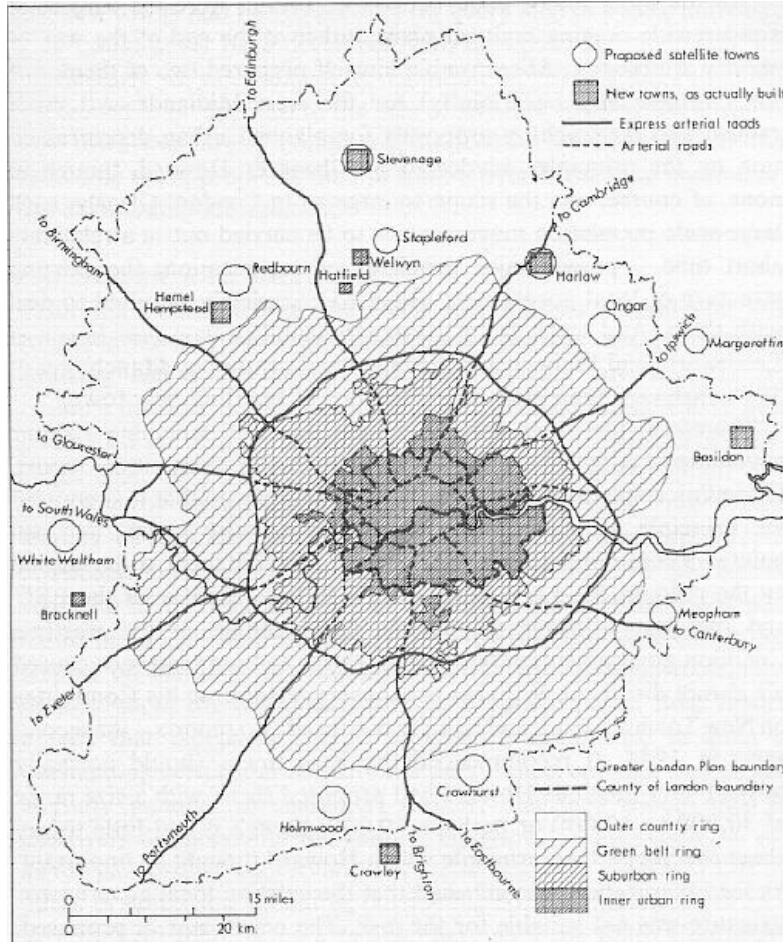 to Edinburgh
Proposed satellite towns
New towns, as actually built
Express arterial roads
Arterial roads
Stevenage
to Cambridge
to Birmingham
Stapleford
Redbourn
Welwyn
Hatfield
Harlow
Hemel
Hempstead
Ongar
to Ipswich
Margaretting
to Gloucester
Basildon
to South Wales
White Waltham
Bracknell
Meopham
to Canterbury
to Exeter
Greater London Plan boundary
County of London boundary
Crowhurst
Holmwood
to Portsmouth
to Brighton
to Eastbourne
Crawley
Outer country ring
Green belt ring
Suburban ring
Inner urban ring
0 15 miles
0 20 km